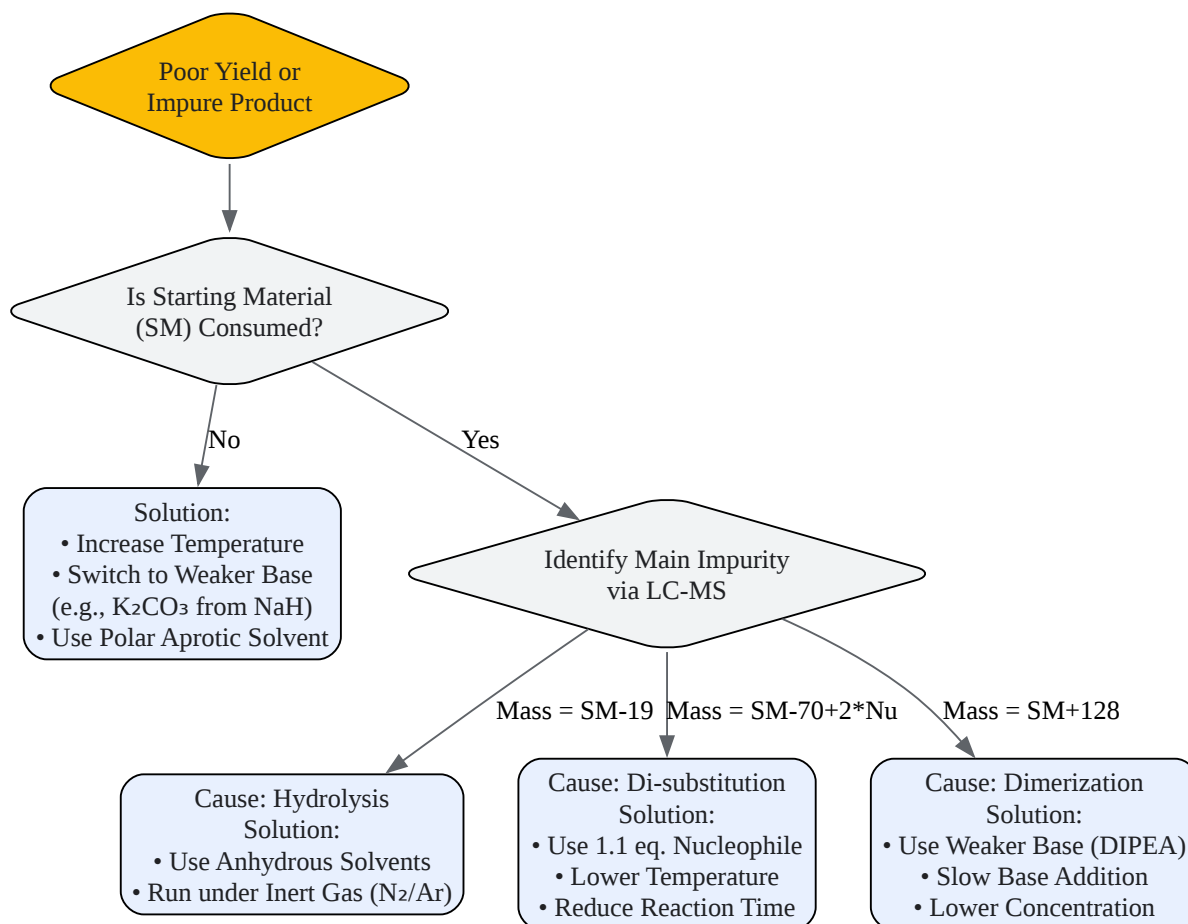 Poor Yield or
Impure Product
Is Starting Material
(SM) Consumed?
No
Yes
Solution:
• Increase Temperature
• Switch to Weaker Base
(e.g., K₂CO₃ from NaH)
• Use Polar Aprotic Solvent
Identify Main Impurity
via LC-MS
Mass = SM-19
Mass = SM-70+2*Nu
Mass = SM+128
Cause: Hydrolysis
Solution:
• Use Anhydrous Solvents
• Run under Inert Gas (N₂/Ar)
Cause: Di-substitution
Solution:
• Use 1.1 eq. Nucleophile
• Lower Temperature
• Reduce Reaction Time
Cause: Dimerization
Solution:
• Use Weaker Base (DIPEA)
• Slow Base Addition
• Lower Concentration